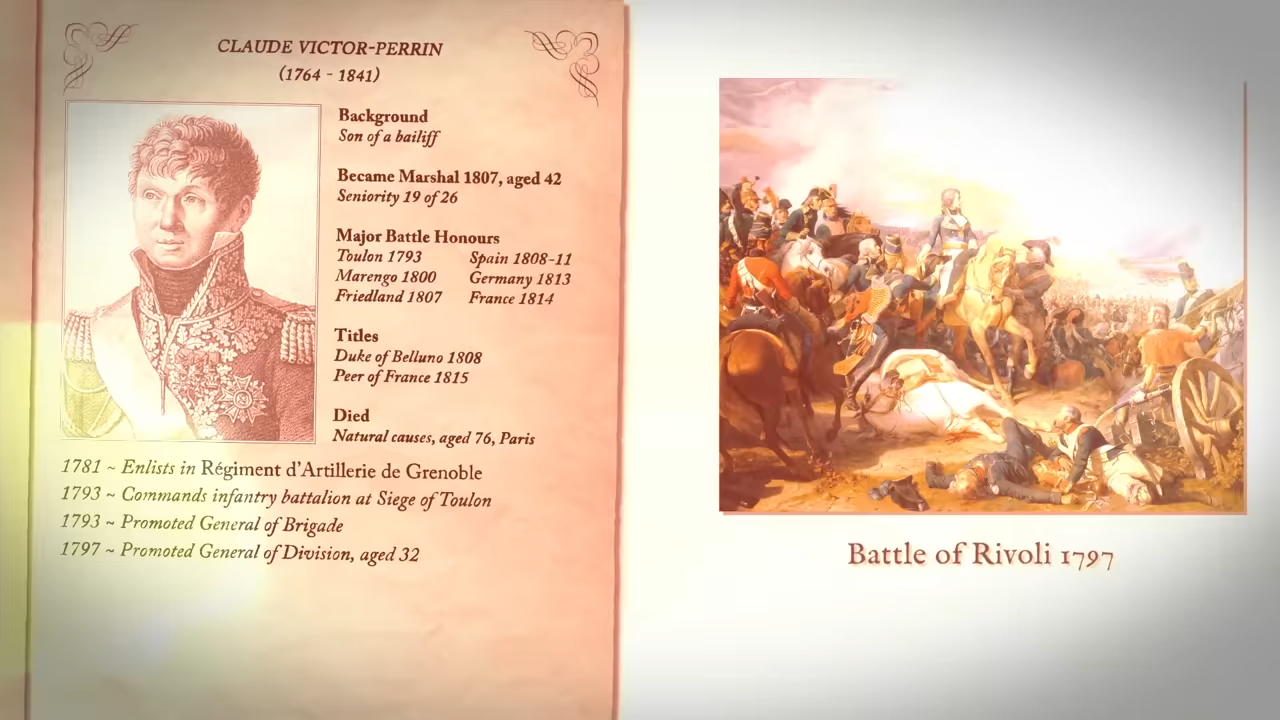 CLAUDE VICTOR-PERRIN
(1764 - 1841)
Background
Son of a bailiff
Became Marshal 1807, aged 42
Seniority 19 of 26
Major Battle Honours
Toulon 1793 Spain 1808-11
Marengo 1800 Germany 1813
Friedland 1807 France 1814
Titles
Duke of Belluno 1808
Peer of France 1815
Died
Natural causes, aged 76, Paris
1781 ~ Enlists in Régiment d'Artillerie de Grenoble
1793 ~ Commands infantry battalion at Siege of Toulon
1793 ~ Promoted General of Brigade
1797 ~ Promoted General of Division, aged 32
Battle of Rivoli 1797